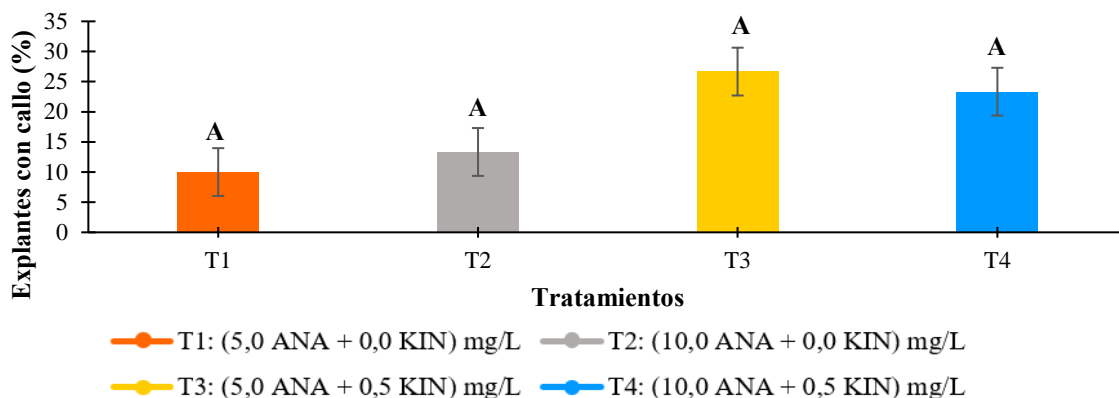 Explantes con callo (%)
35
30
25
20
15
10
5
0
A
A
A
A
T1
T2
T3
T4
Tratamientos
T1: (5,0 ANA + 0,0 KIN) mg/L
T2: (10,0 ANA + 0,0 KIN) mg/L
T3: (5,0 ANA + 0,5 KIN) mg/L
T4: (10,0 ANA + 0,5 KIN) mg/L